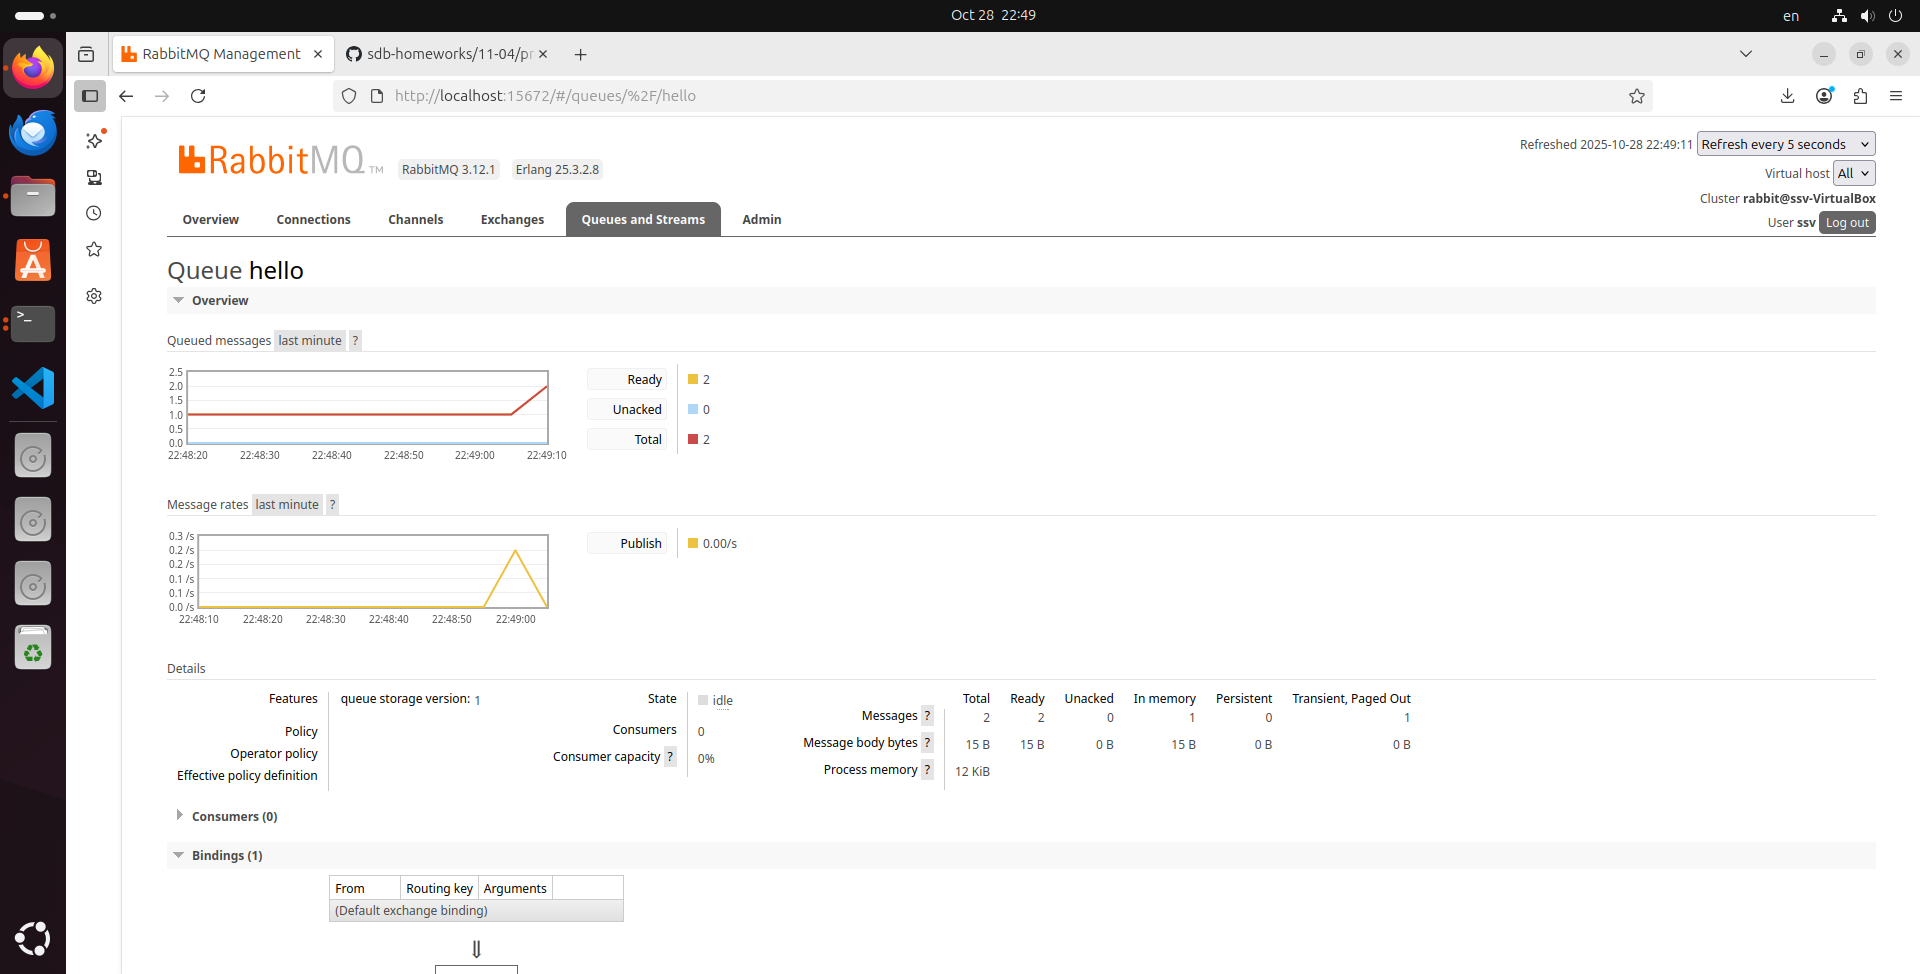 Oct 28 22:49
en
RabbitMQ Management
sdb-homeworks/11-04/pr
http://localhost:15672/#/queues/%2F/hello
RabbitMQ TM
RabbitMQ 3.12.1
Erlang 25.3.2.8
Refreshed 2025-10-28 22:49:11
Refresh every 5 seconds
Virtual host All
Cluster rabbit@ssv-VirtualBox
User ssv Log out
Overview
Connections
Channels
Exchanges
Queues and Streams
Admin
Queue hello
Overview
Queued messages last minute ?
2.5
2.0
1.5
1.0
0.5
0.0
22:48:20 22:48:30 22:48:40 22:48:50 22:49:00 22:49:10
Ready 2
Unacked 0
Total 2
Message rates last minute ?
0.3 /s
0.2 /s
0.2 /s
0.1 /s
0.1 /s
0.0 /s
22:48:10 22:48:20 22:48:30 22:48:40 22:48:50 22:49:00
Publish 0.00/s
Details
Features queue storage version: 1
Policy
Operator policy
Effective policy definition
State idle
Consumers 0
Consumer capacity ? 0%
Total Ready Unacked In memory Persistent Transient, Paged Out
Messages ? 2 2 0 1 0 1
Message body bytes ? 15 B 15 B 0 B 15 B 0 B 0 B
Process memory ? 12 KiB
Consumers (0)
Bindings (1)
From Routing key Arguments
(Default exchange binding)
⇓